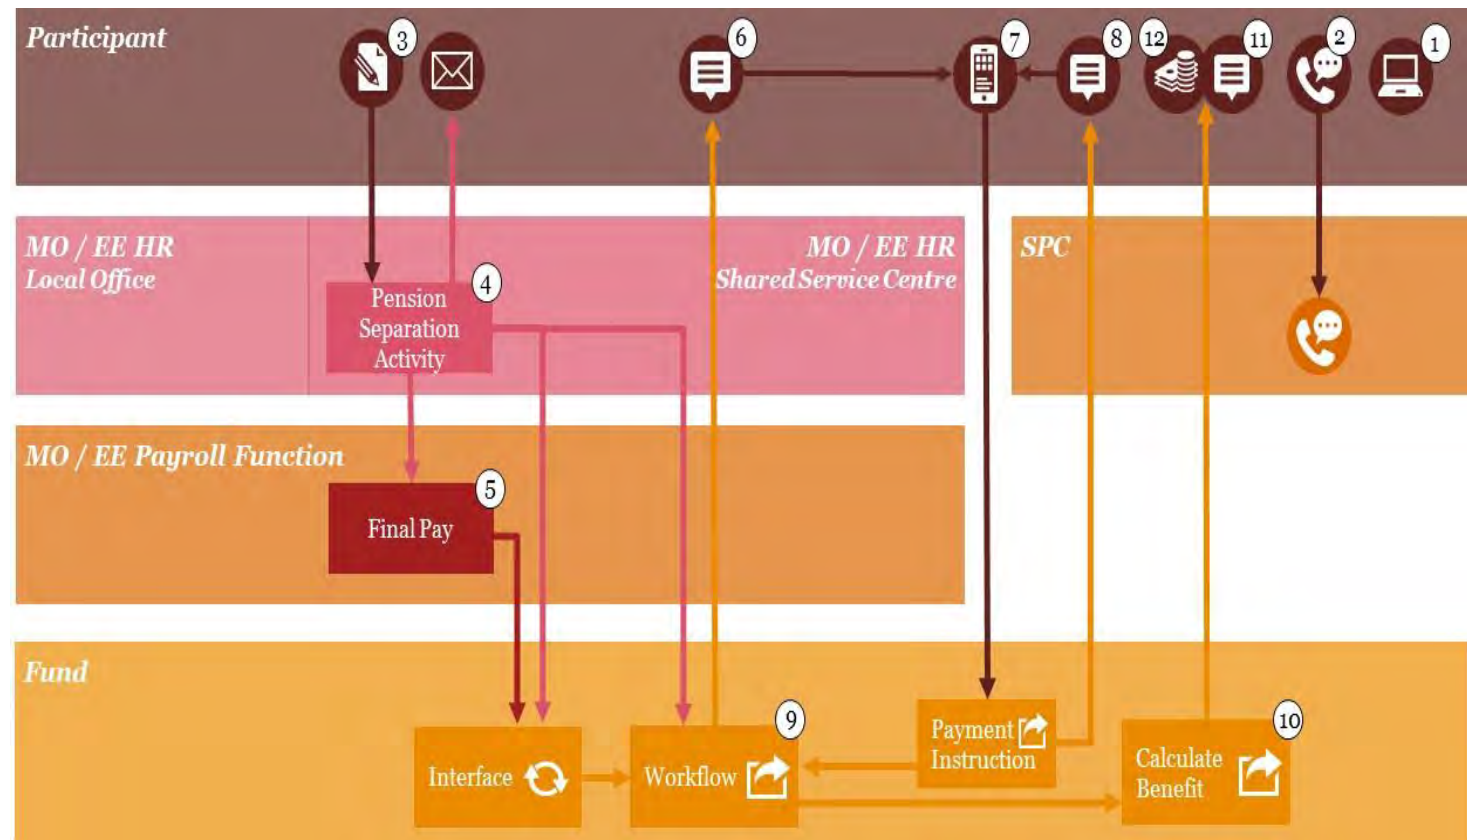 Participant
3
6
7
8
12
11
2
1
MO / EE HR
Local Office
MO / EE HR
Shared Service Centre
SPC
Pension
Separation
Activity
4
MO / EE Payroll Function
Final Pay
5
Fund
Interface
Workflow
9
Payment
Instruction
Calculate
Benefit
10